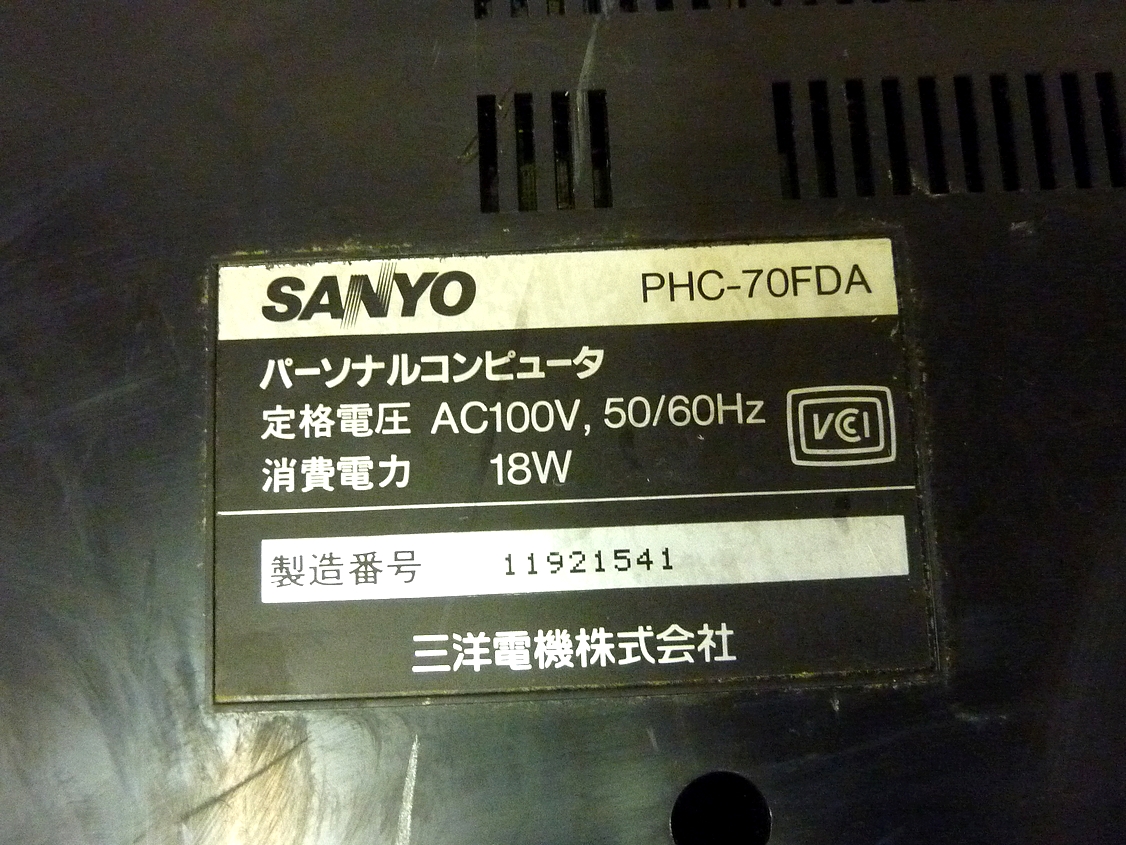 SANYO PHC-70FDA
パーソナルコンピュータ
定格電圧 AC100V, 50/60Hz
消費電力 18W
VCCI
製造番号 11921541
三洋電機株式会社